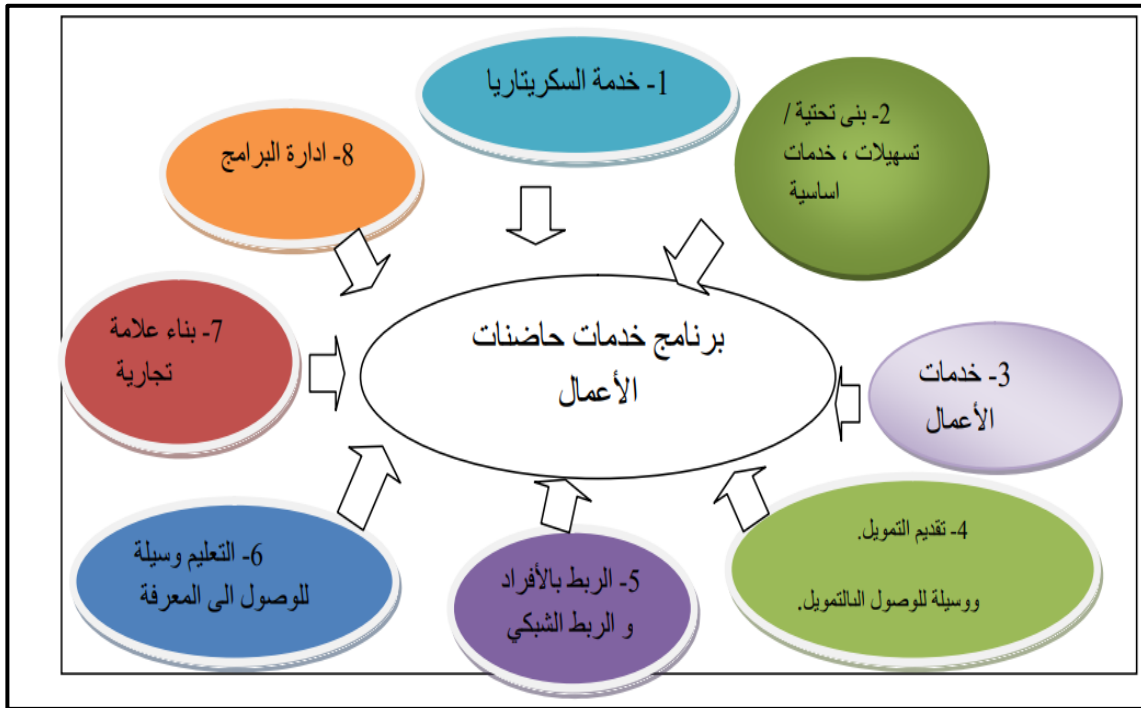 1- خدمة السكريتاريا
2- بنى تحتية /
تسهيلات ، خدمات
اساسية
3- خدمات
الأعمال
4- تقديم التمويل.
ووسيلة للوصول الىالتمويل.
5- الربط بالأفراد
و الربط الشبكي
6- التعليم وسيلة
للوصول الى المعرفة
7- بناء علامة
تجارية
8- ادارة البرامج
برنامج خدمات حاضنات
الأعمال